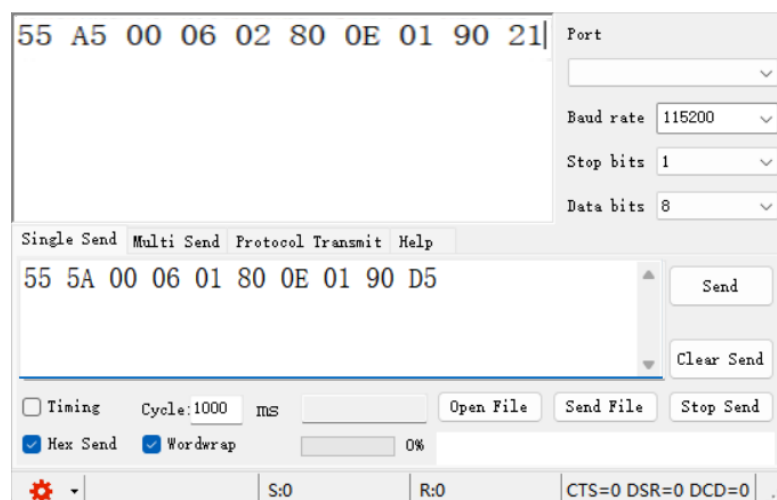 55 A5 00 06 02 80 0E 01 90 21
Port
Baud rate 115200
Stop bits 1
Data bits 8
Single Send Multi Send Protocol Transmit Help
55 5A 00 06 01 80 0E 01 90 D5
Send
Clear Send
Timing Cycle:1000 ms Open File Send File Stop Send
Hex Send Wordwrap 0%
S:0 R:0 CTS=0 DSR=0 DCD=0